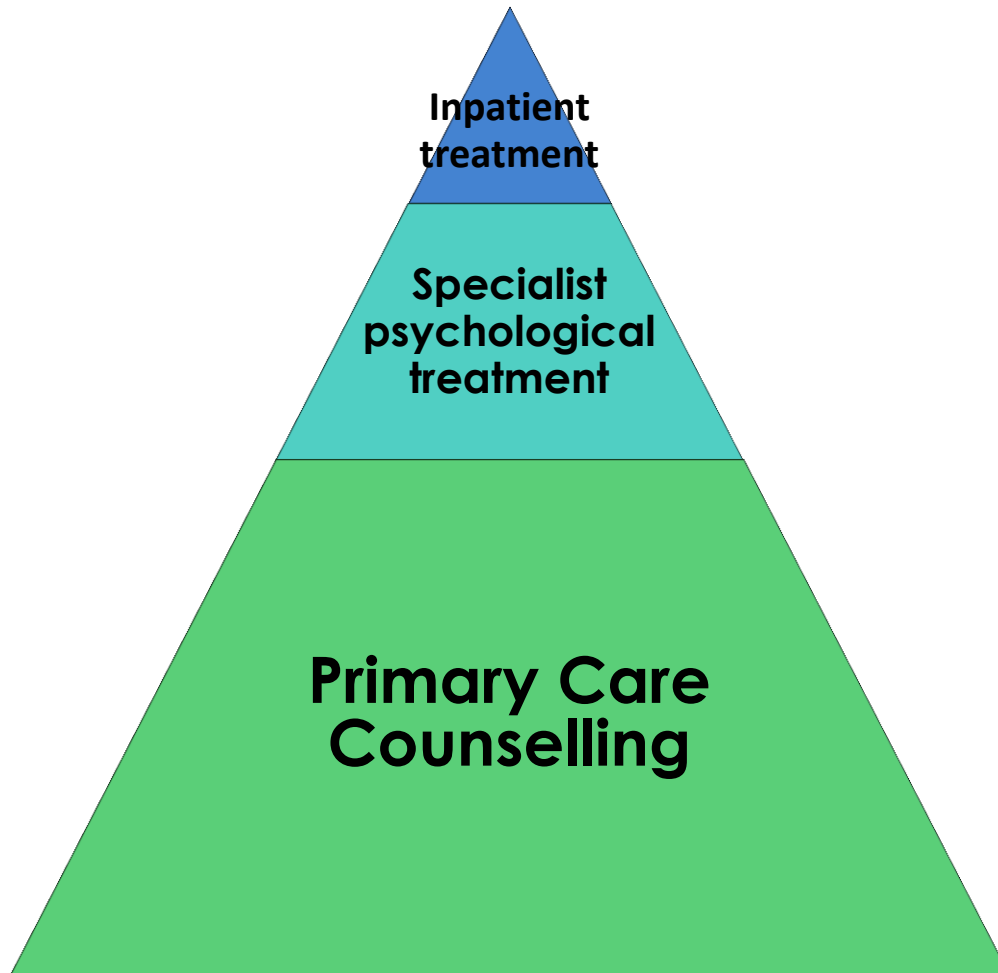 Inpatient
treatment
Specialist
psychological
treatment
Primary Care
Counselling